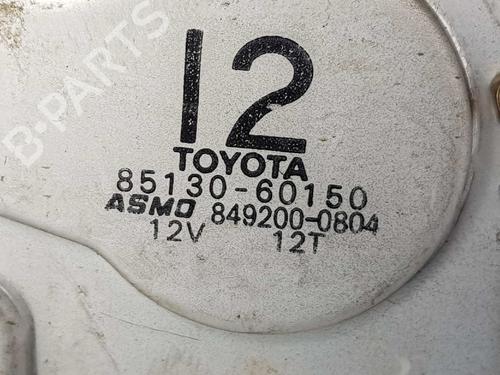 B-PARTS
12
TOYOTA
85130-60150
ASMO 849200-0804
12V 12T